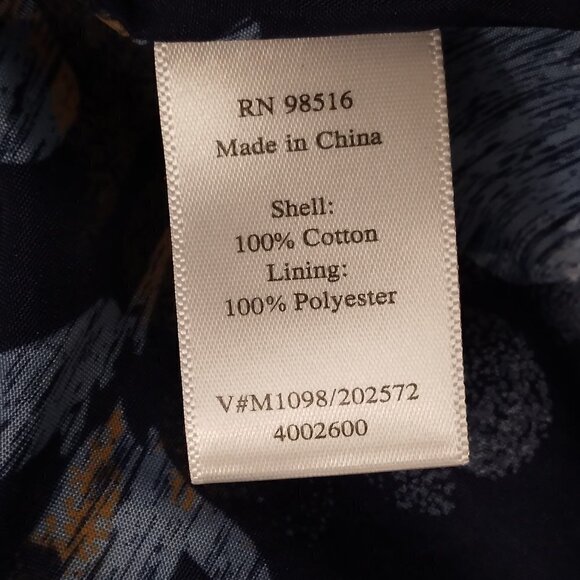 RN 98516
Made in China
Shell:
100% Cotton
Lining:
100% Polyester
V#M1098/202572
4002600